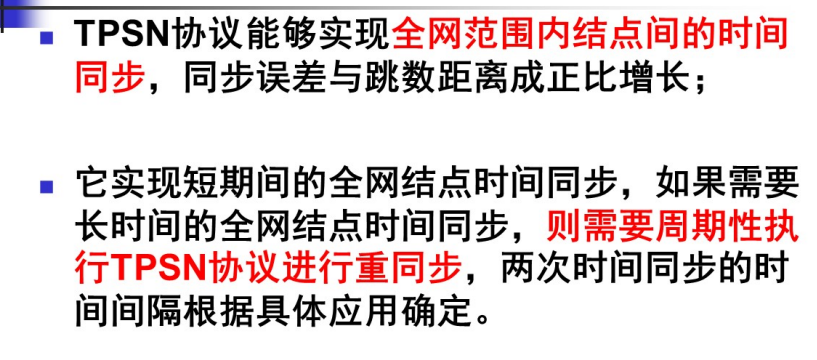 TPSN协议能够实现全网范围内结点间的时间
同步，同步误差与跳数距离成正比增长；
它实现短期间的全网结点时间同步，如果需要
长时间的全网结点时间同步，则需要周期性执
行TPSN协议进行重同步，两次时间同步的时
间间隔根据具体应用确定。